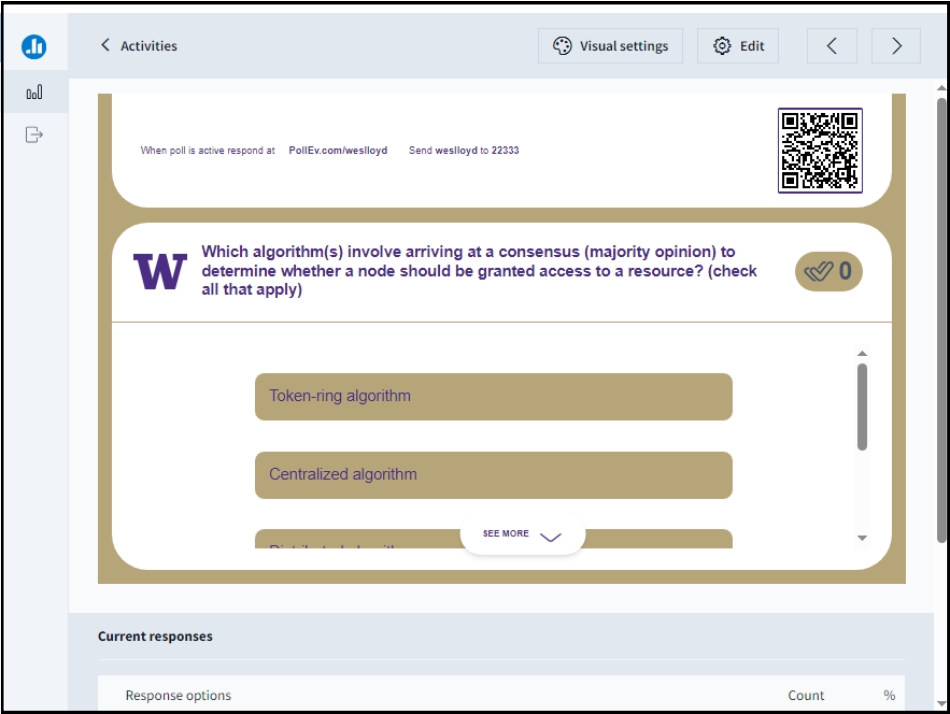 Activities
Visual settings
Edit
When poll is active respond at PollEv.com/weslloyd Send weslloyd to 22333
W
Which algorithm(s) involve arriving at a consensus (majority opinion) to
determine whether a node should be granted access to a resource? (check
all that apply)
0
Token-ring algorithm
Centralized algorithm
SEE MORE
Current responses
Response options Count %